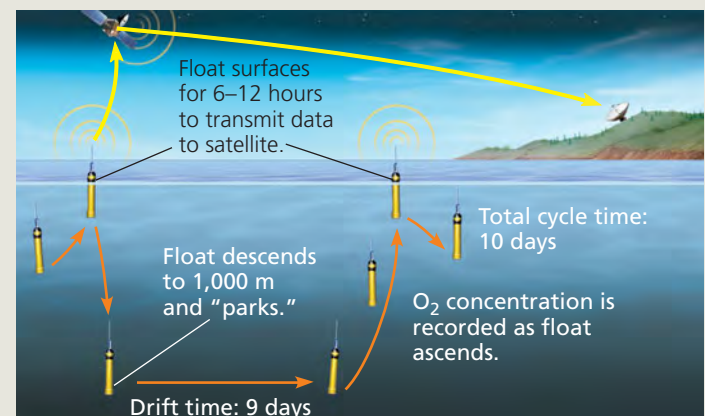 Float surfaces
for 6–12 hours
to transmit data
to satellite.
Total cycle time:
10 days
Float descends
to 1,000 m
and “parks.”
O₂ concentration is
recorded as float
ascends.
Drift time: 9 days